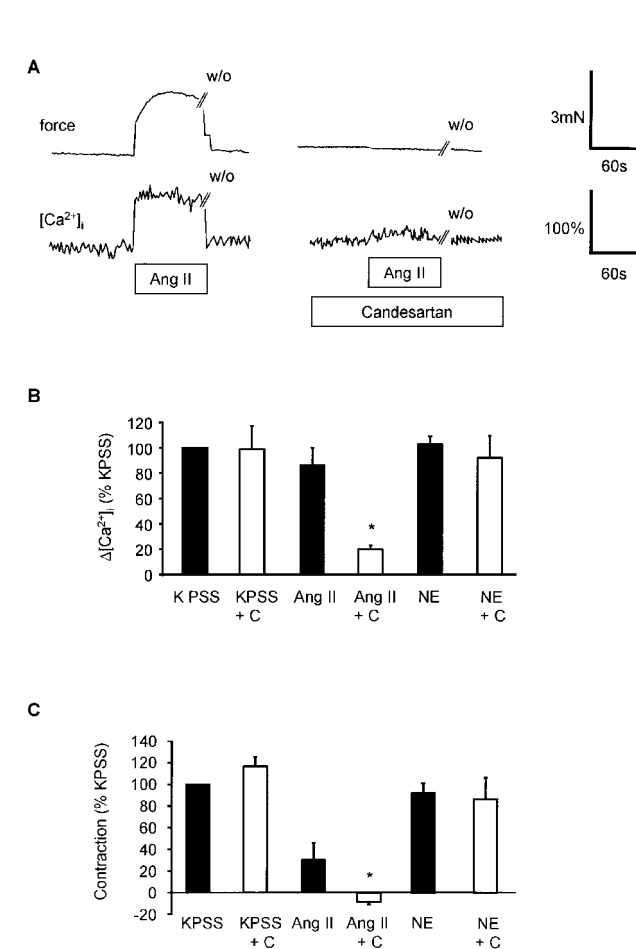 A
w/o
force
w/o
3mN
60s
w/o
[Ca²⁺]ᵢ
w/o
100%
60s
Ang II
Ang II
Candesartan
B
Δ[Ca²⁺]ᵢ (% KPSS)
120
100
80
60
40
20
0
*
K PSS
KPSS
+ C
Ang II
Ang II
+ C
NE
NE
+ C
C
Contraction (% KPSS)
140
120
100
80
60
40
20
0
-20
*
KPSS
KPSS
+ C
Ang II
Ang II
+ C
NE
NE
+ C